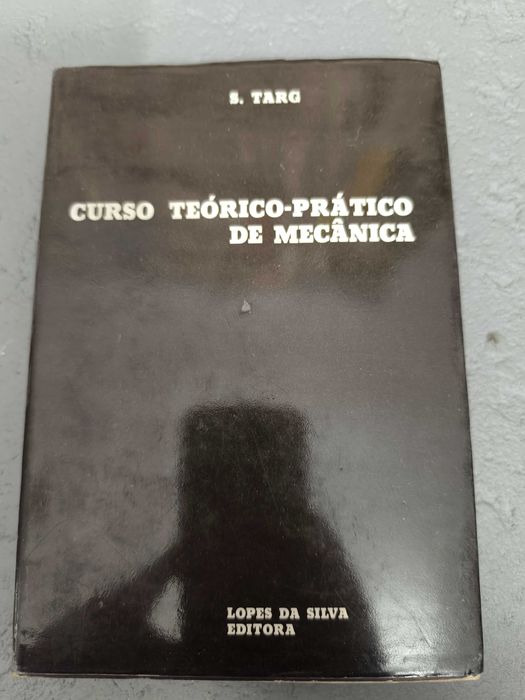 S. TARG
CURSO TEÓRICO-PRÁTICO
DE MECÂNICA
LOPES DA SILVA
EDITORA